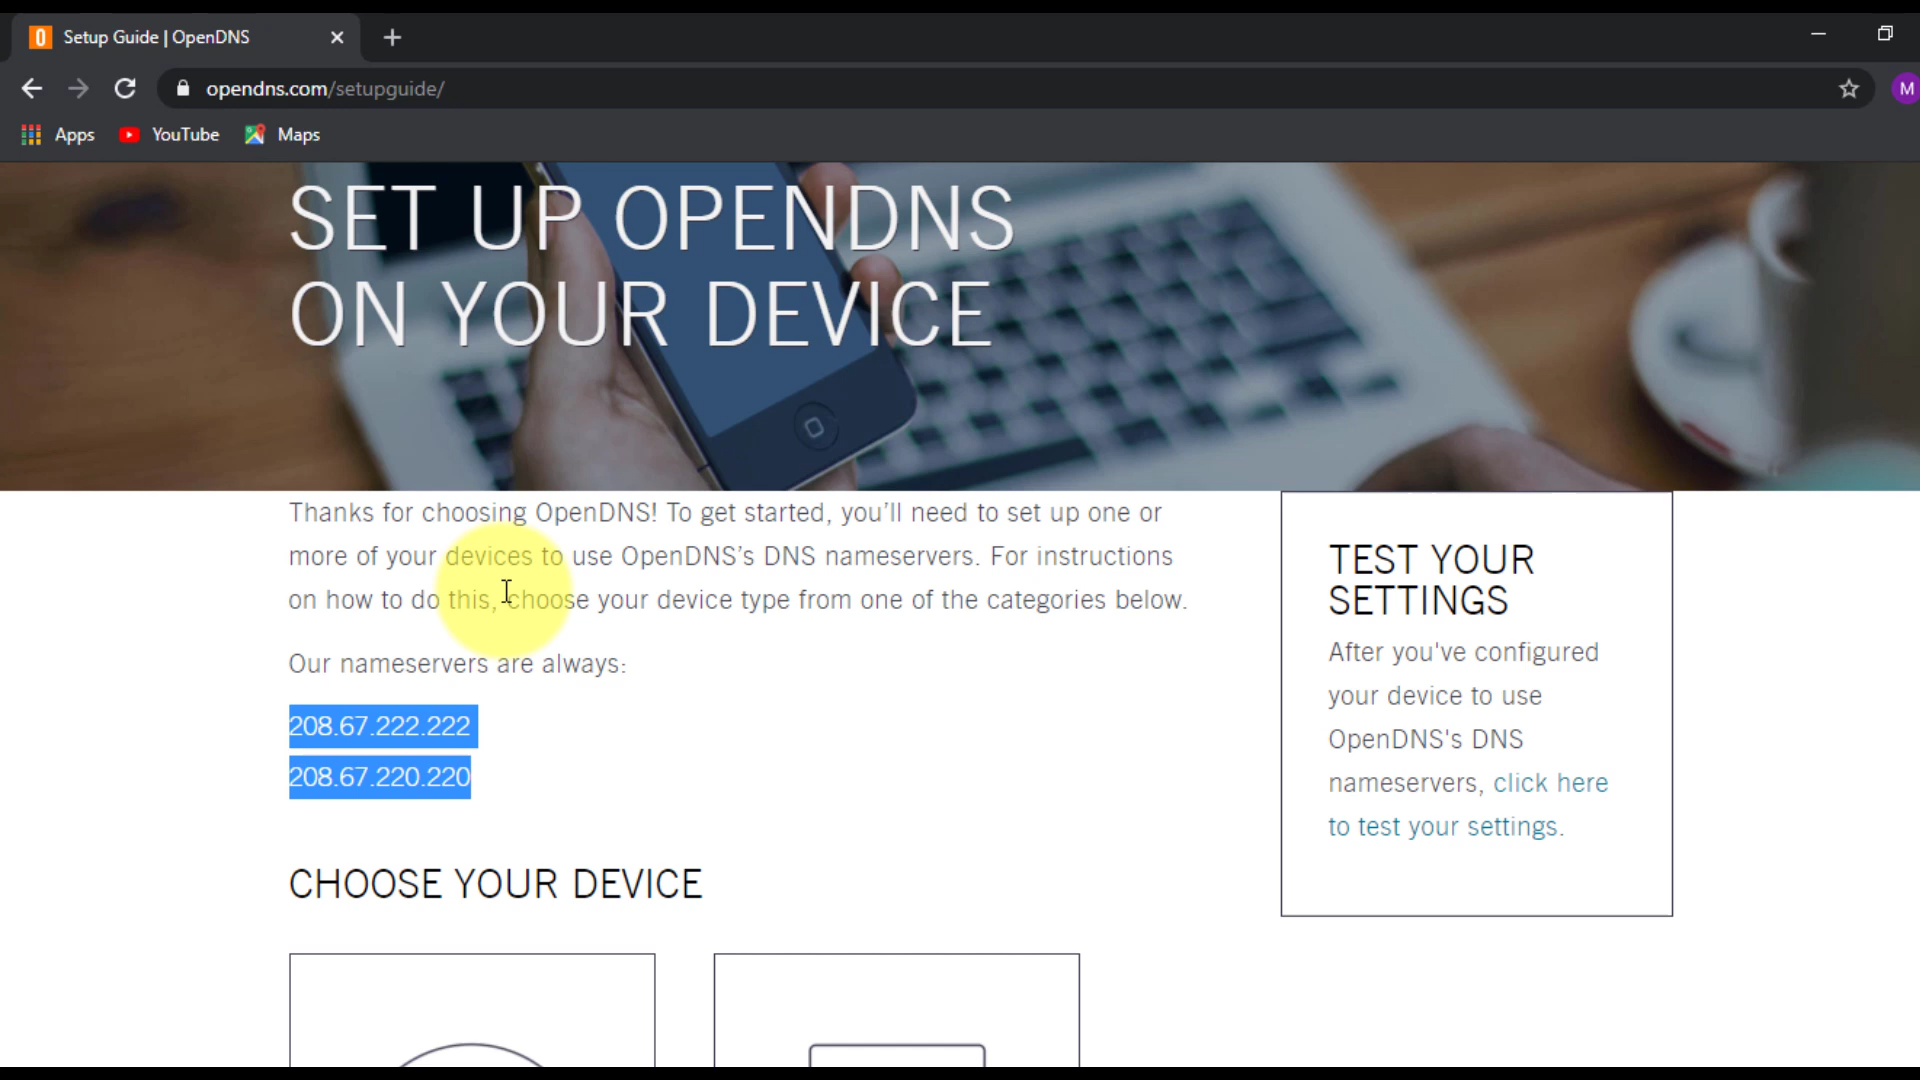 Setup Guide | OpenDNS
opendns.com/setupguide/
M
Apps YouTube Maps
SET UP OPENDNS
ON YOUR DEVICE
Thanks for choosing OpenDNS! To get started, you'll need to set up one or
more of your devices to use OpenDNS's DNS nameservers. For instructions
on how to do this, choose your device type from one of the categories below.
Our nameservers are always:
208.67.222.222
208.67.220.220
CHOOSE YOUR DEVICE
TEST YOUR
SETTINGS
After you've configured
your device to use
OpenDNS's DNS
nameservers, click here
to test your settings.